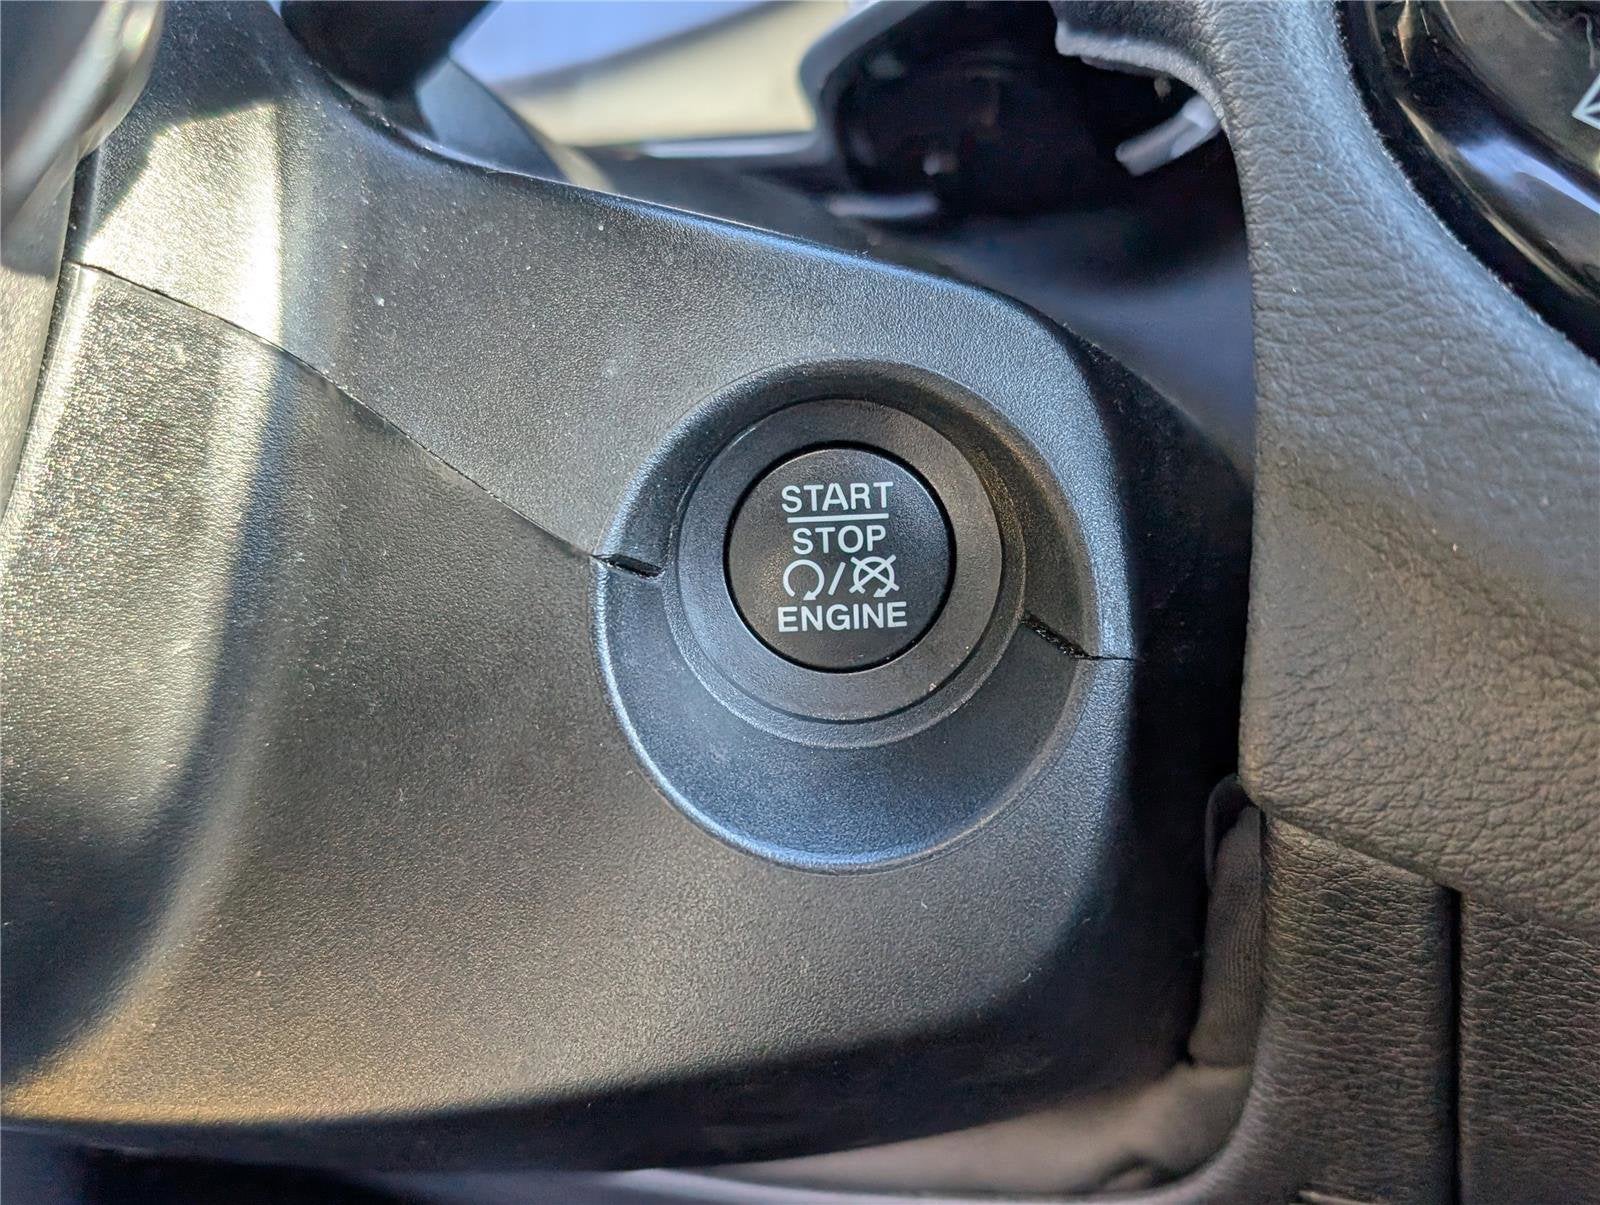 START
STOP
/
ENGINE